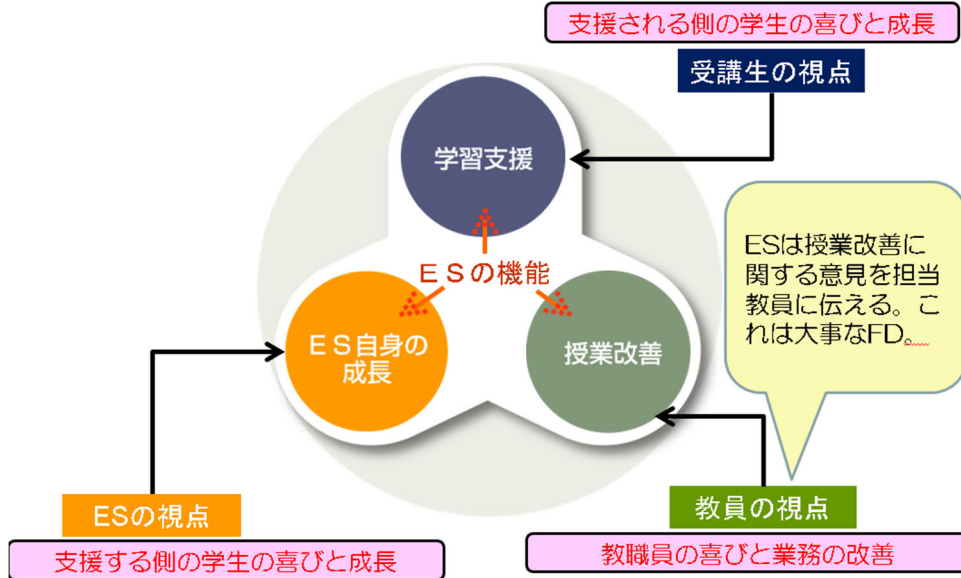 支援される側の学生の喜びと成長
受講生の視点
学習支援
ESの機能
ES自身の
成長
授業改善
ESは授業改善に
関する意見を担当
教員に伝える。こ
れは大事なFD。
ESの視点
支援する側の学生の喜びと成長
教員の視点
教職員の喜びと業務の改善